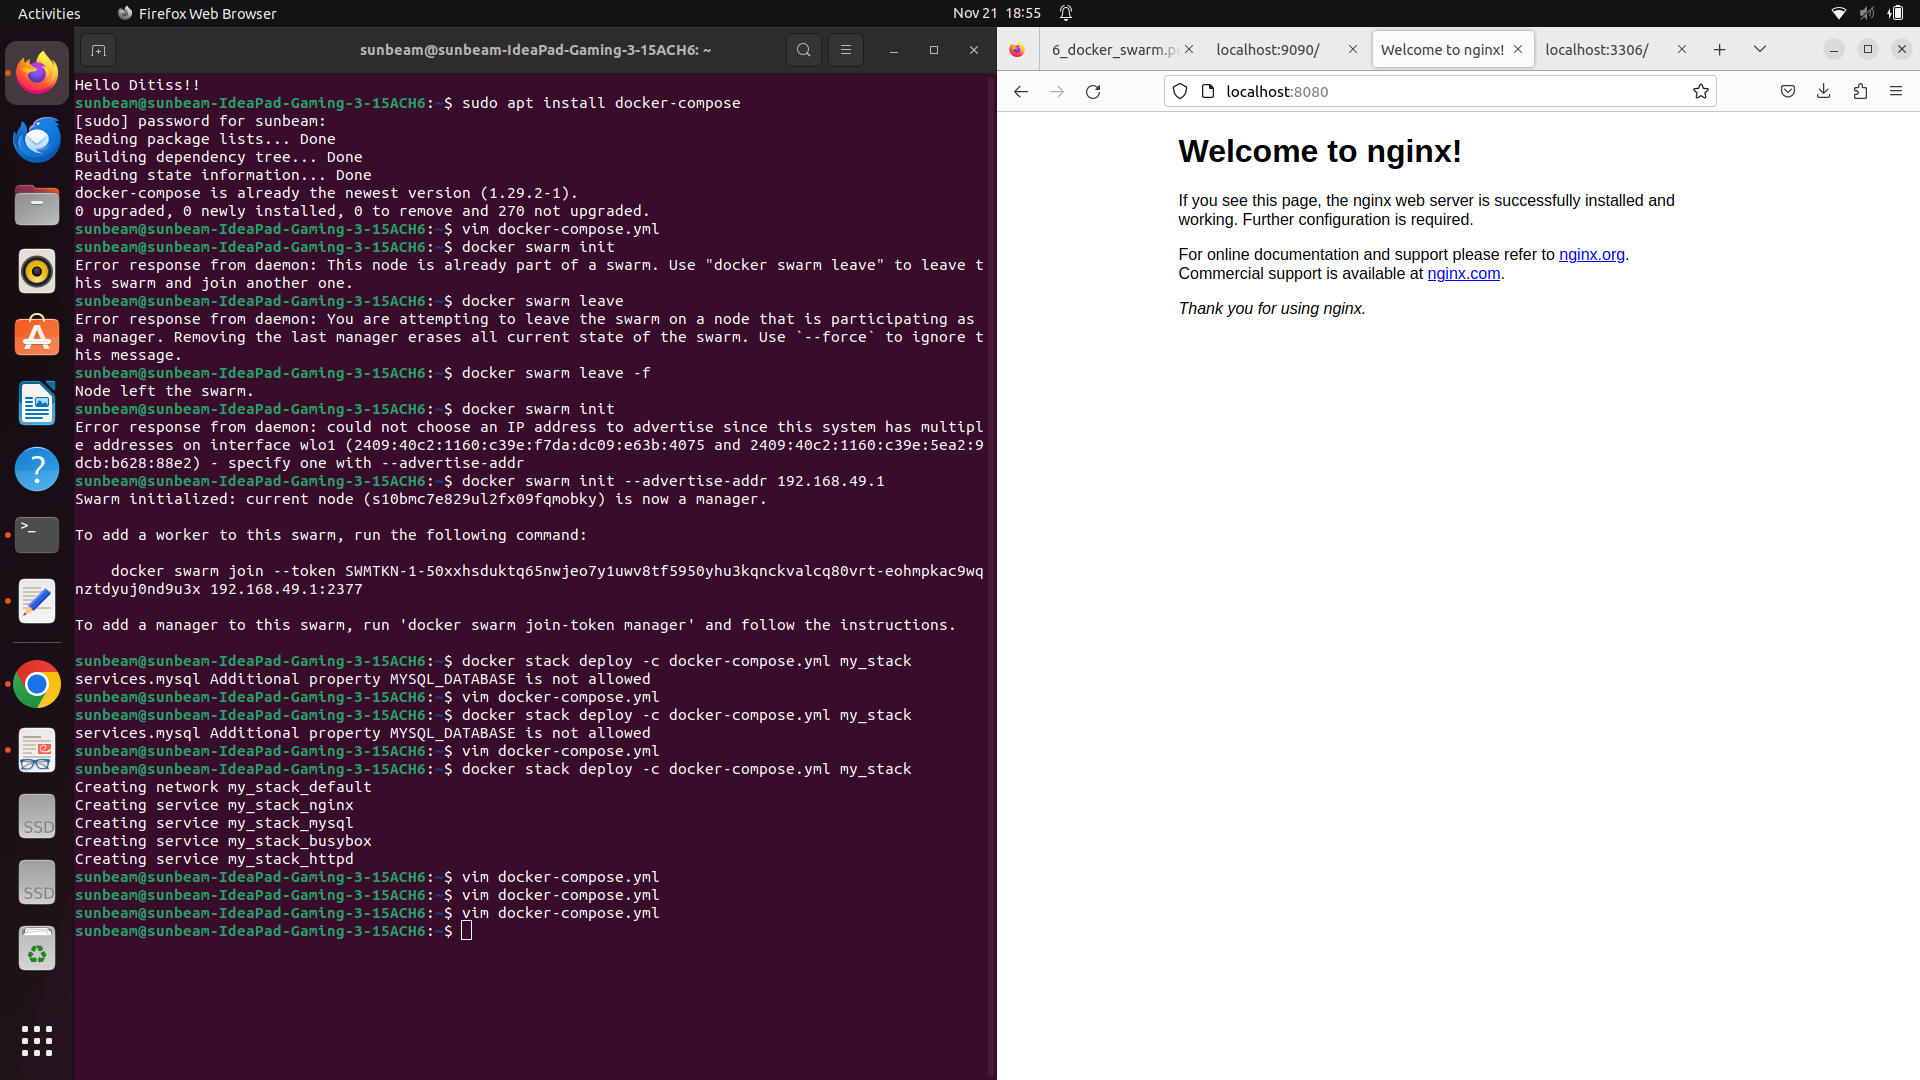 Activities
Firefox Web Browser
Nov 21 18:55
sunbeam@sunbeam-IdeaPad-Gaming-3-15ACH6: ~
Hello Ditiss!!
sunbeam@sunbeam-IdeaPad-Gaming-3-15ACH6:~$ sudo apt install docker-compose
[sudo] password for sunbeam:
Reading package lists... Done
Building dependency tree... Done
Reading state information... Done
docker-compose is already the newest version (1.29.2-1).
0 upgraded, 0 newly installed, 0 to remove and 270 not upgraded.
sunbeam@sunbeam-IdeaPad-Gaming-3-15ACH6:~$ vim docker-compose.yml
sunbeam@sunbeam-IdeaPad-Gaming-3-15ACH6:~$ docker swarm init
Error response from daemon: This node is already part of a swarm. Use "docker swarm leave" to leave t
his swarm and join another one.
sunbeam@sunbeam-IdeaPad-Gaming-3-15ACH6:~$ docker swarm leave
Error response from daemon: You are attempting to leave the swarm on a node that is participating as
a manager. Removing the last manager erases all current state of the swarm. Use `--force` to ignore t
his message.
sunbeam@sunbeam-IdeaPad-Gaming-3-15ACH6:~$ docker swarm leave -f
Node left the swarm.
sunbeam@sunbeam-IdeaPad-Gaming-3-15ACH6:~$ docker swarm init
Error response from daemon: could not choose an IP address to advertise since this system has multipl
e addresses on interface wlo1 (2409:40c2:1160:c39e:f7da:dc09:e63b:4075 and 2409:40c2:1160:c39e:5ea2:9
dcb:b628:88e2) - specify one with --advertise-addr
sunbeam@sunbeam-IdeaPad-Gaming-3-15ACH6:~$ docker swarm init --advertise-addr 192.168.49.1
Swarm initialized: current node (s10bmc7e829ul2fx09fqmobky) is now a manager.
To add a worker to this swarm, run the following command:
docker swarm join --token SWMTKN-1-50xxhsduktq65nwjeo7y1uwv8tf5950yhu3kqnckvalcq80vrt-eohmpkac9wq
nztdyuj0nd9u3x 192.168.49.1:2377
To add a manager to this swarm, run 'docker swarm join-token manager' and follow the instructions.
sunbeam@sunbeam-IdeaPad-Gaming-3-15ACH6:~$ docker stack deploy -c docker-compose.yml my_stack
services.mysql Additional property MYSQL_DATABASE is not allowed
sunbeam@sunbeam-IdeaPad-Gaming-3-15ACH6:~$ vim docker-compose.yml
sunbeam@sunbeam-IdeaPad-Gaming-3-15ACH6:~$ docker stack deploy -c docker-compose.yml my_stack
services.mysql Additional property MYSQL_DATABASE is not allowed
sunbeam@sunbeam-IdeaPad-Gaming-3-15ACH6:~$ vim docker-compose.yml
sunbeam@sunbeam-IdeaPad-Gaming-3-15ACH6:~$ docker stack deploy -c docker-compose.yml my_stack
Creating network my_stack_default
Creating service my_stack_nginx
Creating service my_stack_mysql
Creating service my_stack_busybox
Creating service my_stack_httpd
sunbeam@sunbeam-IdeaPad-Gaming-3-15ACH6:~$ vim docker-compose.yml
sunbeam@sunbeam-IdeaPad-Gaming-3-15ACH6:~$ vim docker-compose.yml
sunbeam@sunbeam-IdeaPad-Gaming-3-15ACH6:~$ vim docker-compose.yml
sunbeam@sunbeam-IdeaPad-Gaming-3-15ACH6:~$
SSD
SSD
6_docker_swarm.p
localhost:9090/
Welcome to nginx!
localhost:3306/
localhost:8080
Welcome to nginx!
If you see this page, the nginx web server is successfully installed and
working. Further configuration is required.
For online documentation and support please refer to nginx.org.
Commercial support is available at nginx.com.
Thank you for using nginx.